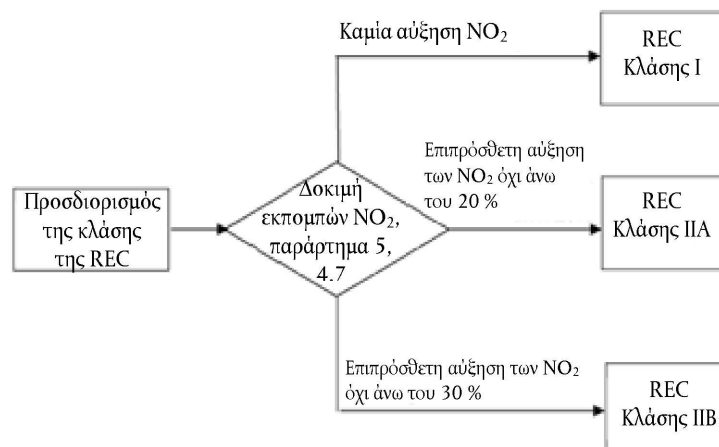 Καμία αύξηση NO₂
REC
Κλάσης I
Προσδιορισμός
της κλάσης
της REC
Δοκιμή
εκπομπών NO₂,
παράρτημα 5,
4.7
Επιπρόσθετη αύξηση
των NO₂ όχι άνω
του 20 %
REC
Κλάσης IIA
Επιπρόσθετη αύξηση των NO₂
όχι άνω του 30 %
REC
Κλάσης IIB